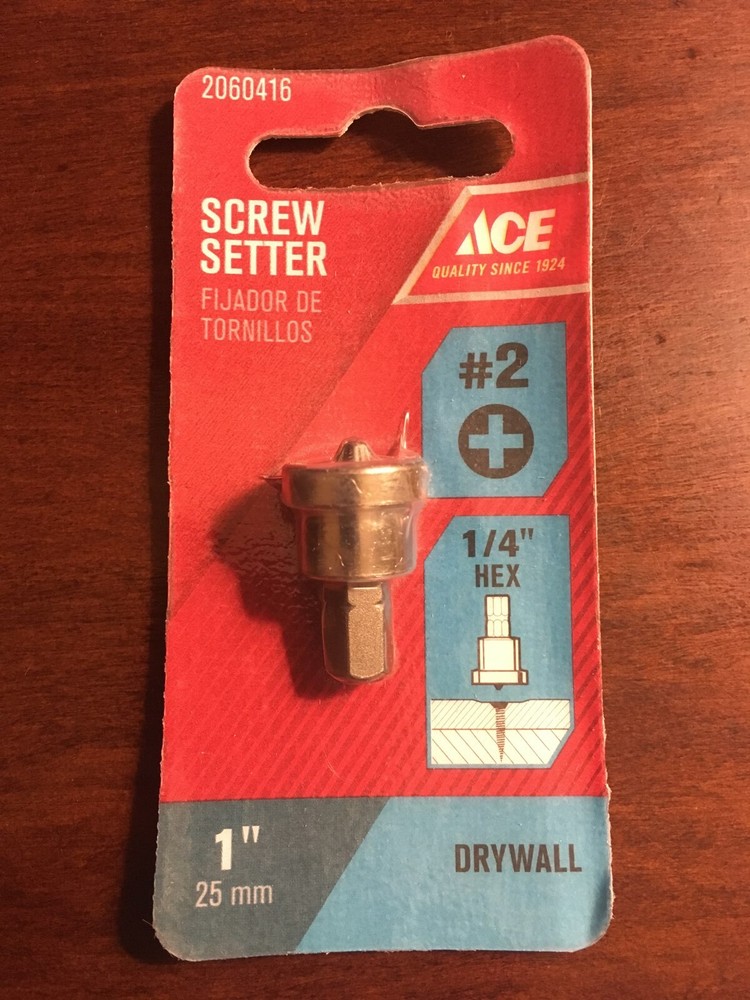 2060416
SCREW
SETTER
FIJADOR DE
TORNILLOS
ACE
QUALITY SINCE 1924
#2
1/4"
HEX
1"
25 mm
DRYWALL